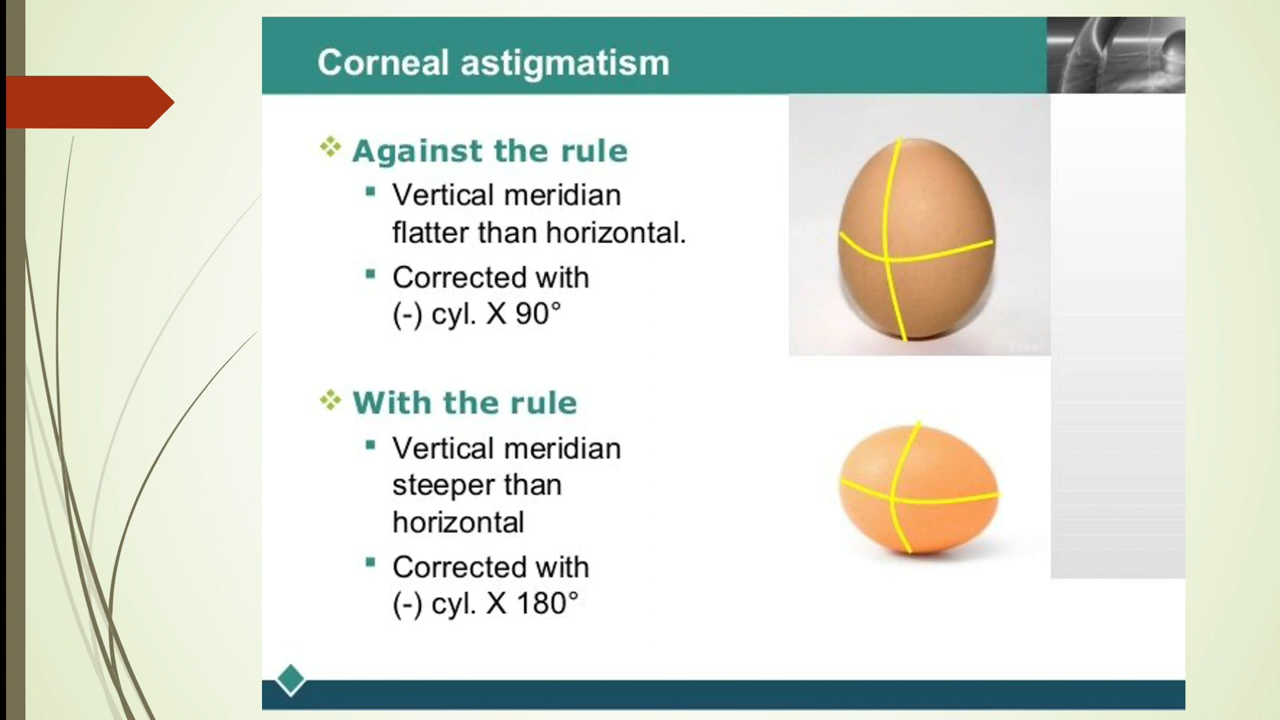 Corneal astigmatism
Against the rule
Vertical meridian
flatter than horizontal.
Corrected with
(-) cyl. X 90°
With the rule
Vertical meridian
steeper than
horizontal
Corrected with
(-) cyl. X 180°